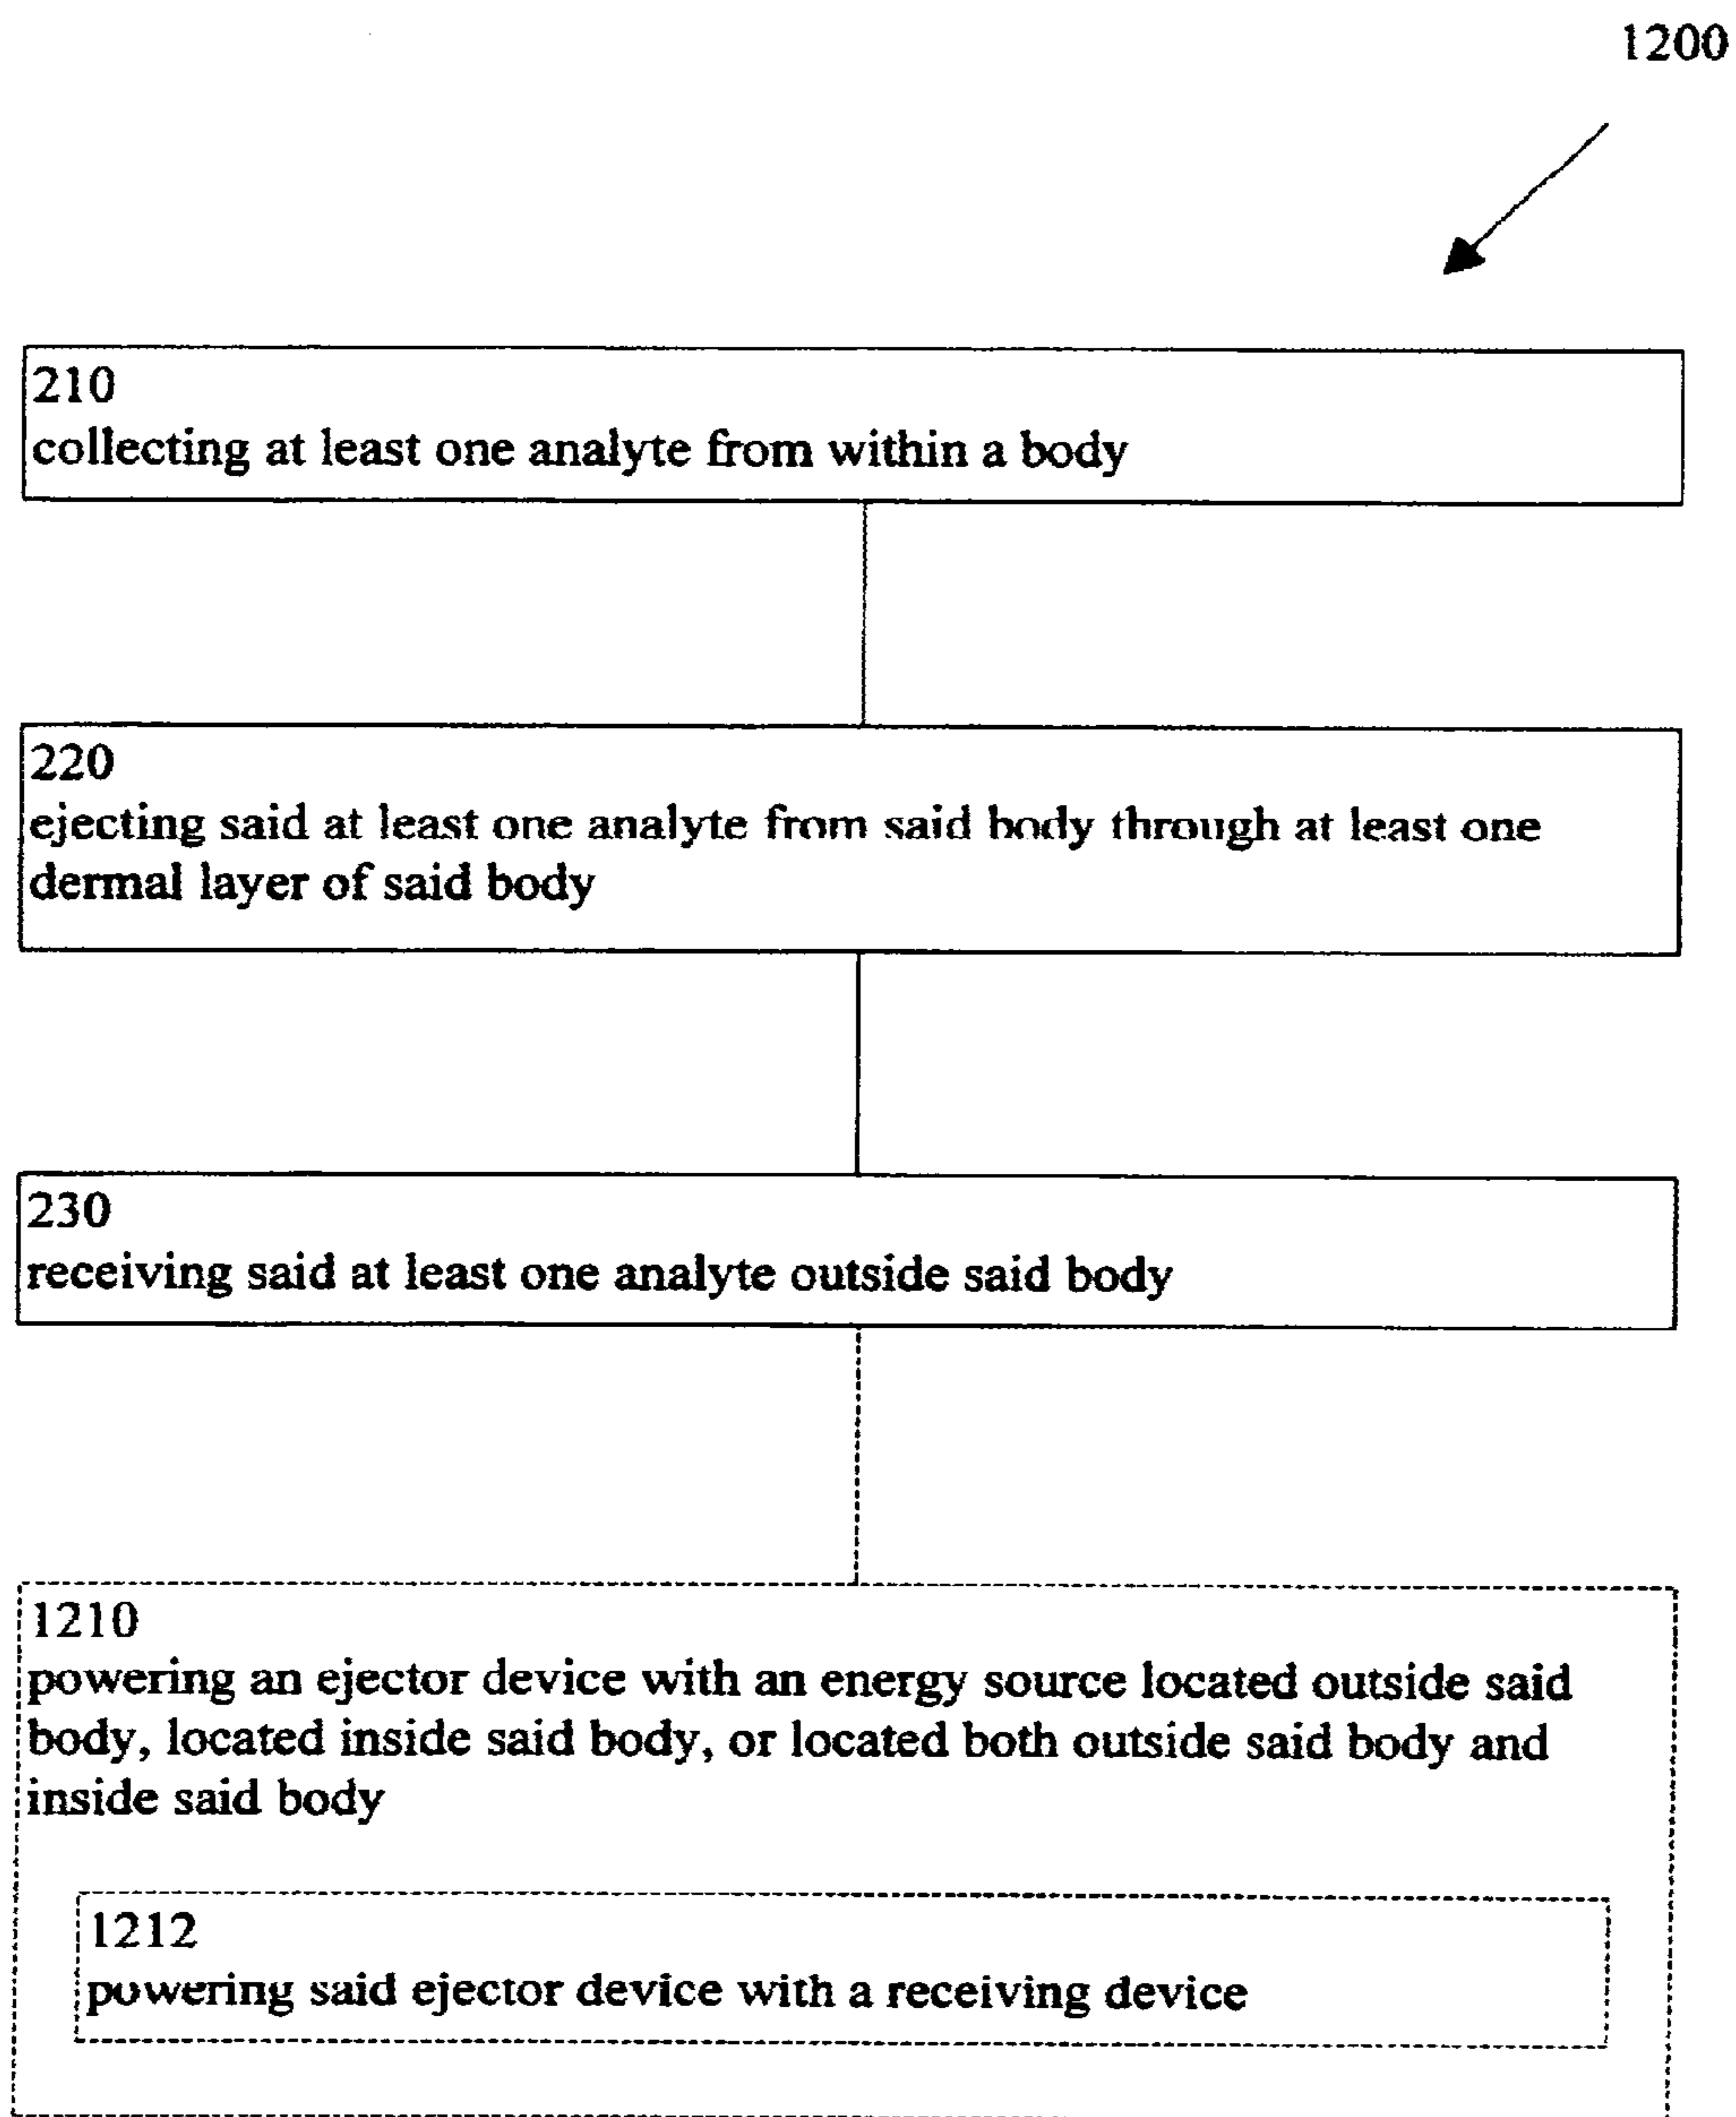 1200
210
collecting at least one analyte from within a body
220
ejecting said at least one analyte from said body through at least one
dermal layer of said body
230
receiving said at least one analyte outside said body
1210
powering an ejector device with an energy source located outside said
body, located inside said body, or located both outside said body and
inside said body
1212
powering said ejector device with a receiving device